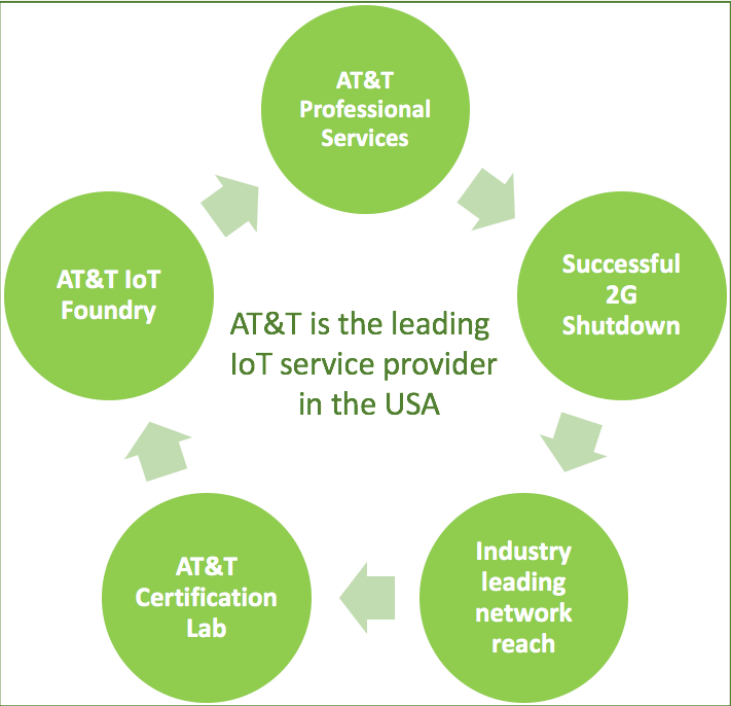 AT&T
Professional
Services
Successful
2G
Shutdown
Industry
leading
network
reach
AT&T
Certification
Lab
AT&T IoT
Foundry
AT&T is the leading
IoT service provider
in the USA